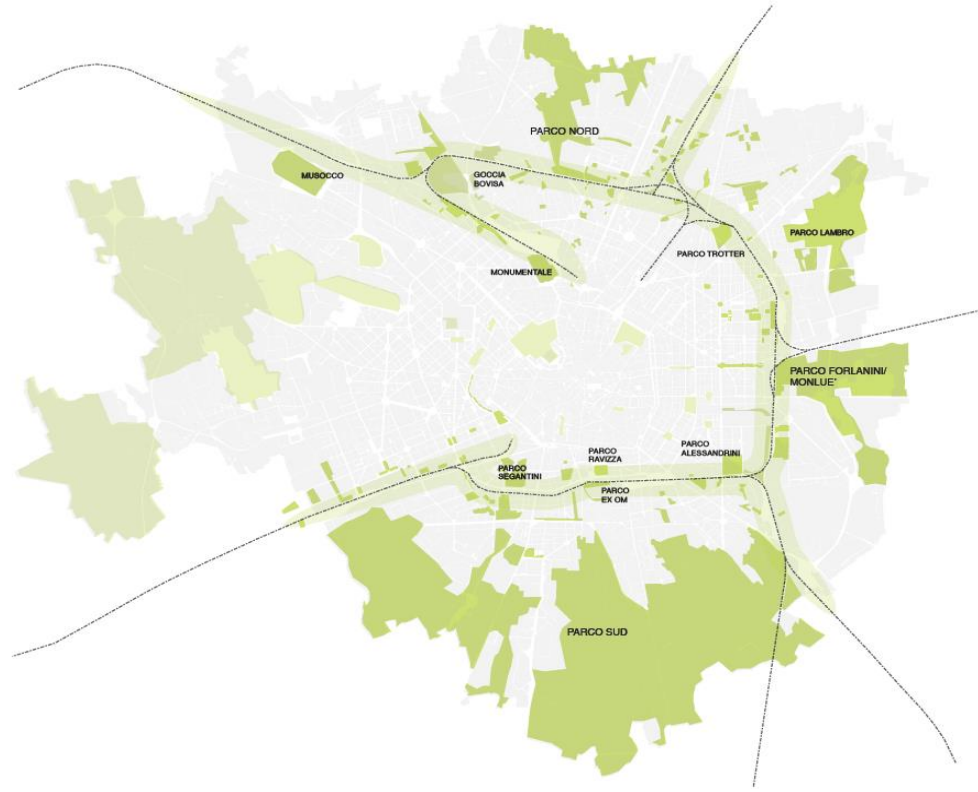 PARCO NORD
MUSOCCO
GOCCIA
BOVISA
PARCO LAMBRO
PARCO TROTTER
MONUMENTALE
PARCO FORLANINI/
MONLUE'
PARCO
ALESSANDRINI
PARCO
RAVIZZA
PARCO
SEGANTINI
PARCO
EX OM
PARCO SUD